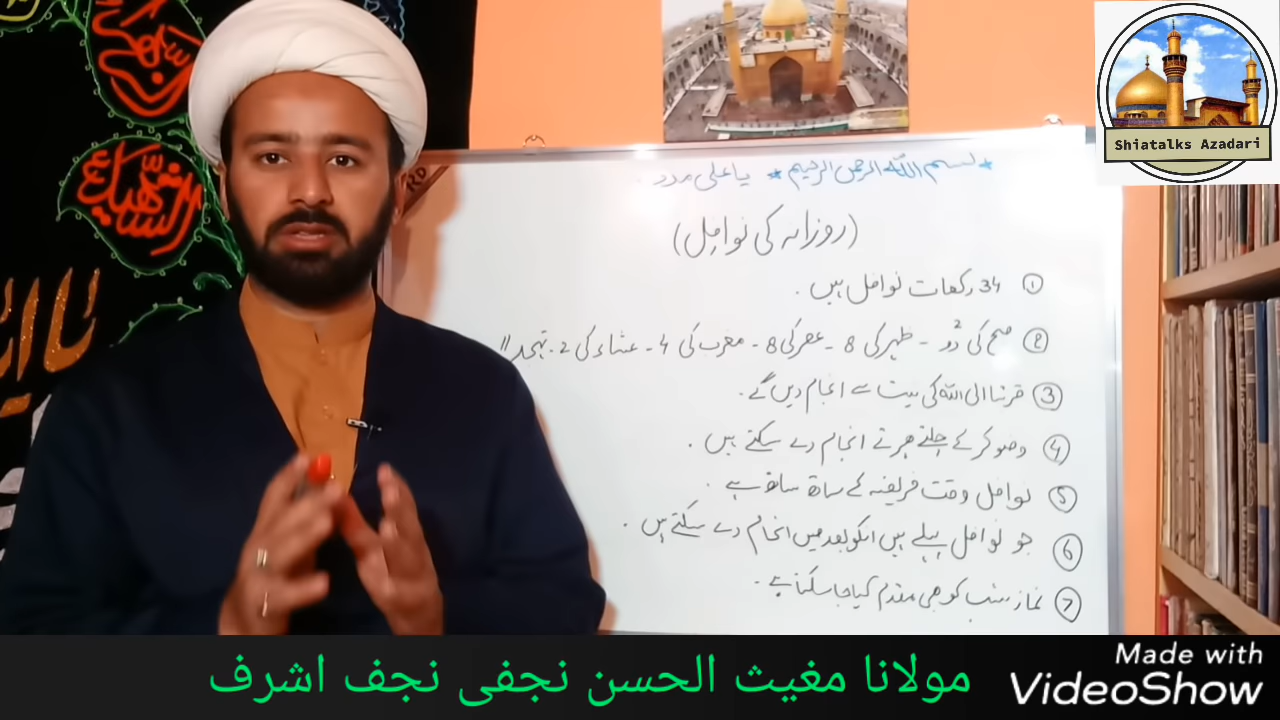 Shiatalks Azadari
* بسم اللہ الرحمن الرحیم * یا علی مدد .
(روزانہ کی نوافل)
① 34 رکعات نوافل ہیں .
② صبح کی دو 2 - ظہر کی 8 - عصر کی 8 - مغرب کی 4 - عشاء کی 2 - تہجد 11
③ قربتاً الی اللہ کی نیت سے انجام دیں گے .
④ وضو کر کے چلتے پھرتے انجام دے سکتے ہیں .
⑤ نوافل وقت فریضہ کے ساتھ ساتھ ہے .
⑥ جو نوافل پہلے ہیں انکو بعد میں انجام دے سکتے ہیں .
⑦ نماز شب کو بھی مقدم کیا جا سکتا ہے .
مولانا مغیث الحسن نجفی نجف اشرف
Made with
VideoShow